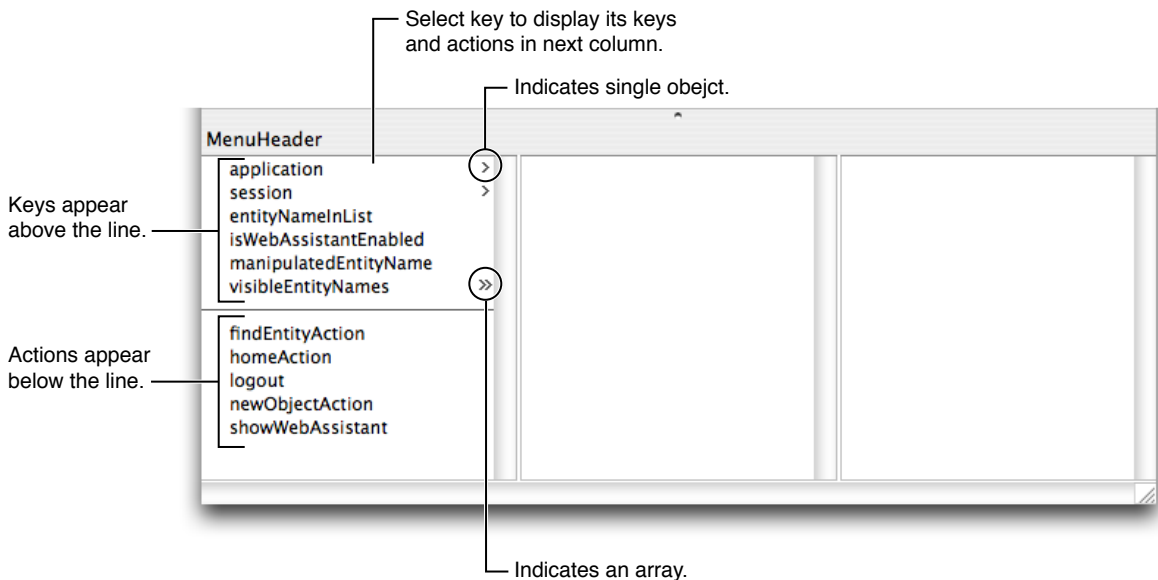 Select key to display its keys
and actions in next column.
Indicates single obejct.
MenuHeader
application >
session >
entityNameInList
isWebAssistantEnabled
manipulatedEntityName
visibleEntityNames »
Keys appear
above the line.
findEntityAction
homeAction
logout
newObjectAction
showWebAssistant
Actions appear
below the line.
Indicates an array.